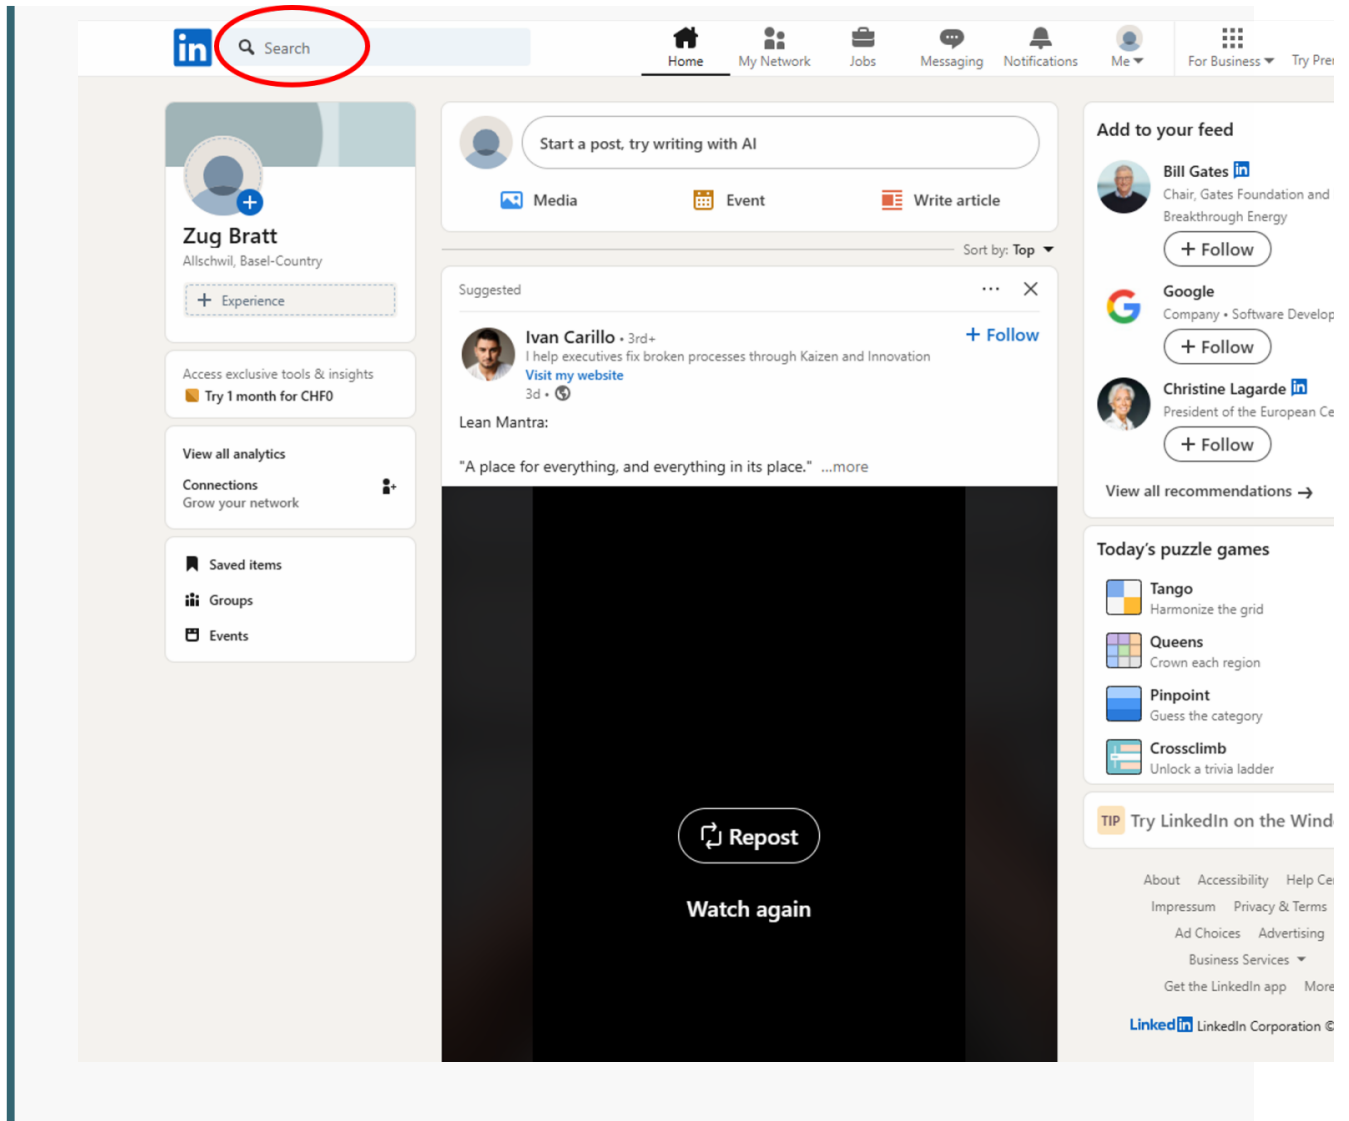 in
Search
Home
My Network
Jobs
Messaging
Notifications
Me
For Business
Try
Zug Bratt
Allschwil, Basel-Country
+ Experience
Access exclusive tools & insights
Try 1 month for CHF0
View all analytics
Connections
Grow your network
Saved items
Groups
Events
Start a post, try writing with AI
Media
Event
Write article
Sort by: Top
Suggested
Ivan Carillo • 3rd+
+ Follow
I help executives fix broken processes through Kaizen and Innovation
Visit my website
3d •
Lean Mantra:
"A place for everything, and everything in its place." ...more
Repost
Watch again
Add to your feed
Bill Gates in
Chair, Gates Foundation and
Breakthrough Energy
+ Follow
Google
Company • Software
+ Follow
Christine Lagarde in
President of the European
+ Follow
View all recommendations →
Today's puzzle games
Tango
Harmonize the grid
Queens
Crown each region
Pinpoint
Guess the category
Crossclimb
Unlock a trivia ladder
TIP Try LinkedIn on the
About Accessibility Help
Impressum Privacy & Terms
Ad Choices Advertising
Business Services
Get the LinkedIn app More
LinkedIn LinkedIn Corporation ©